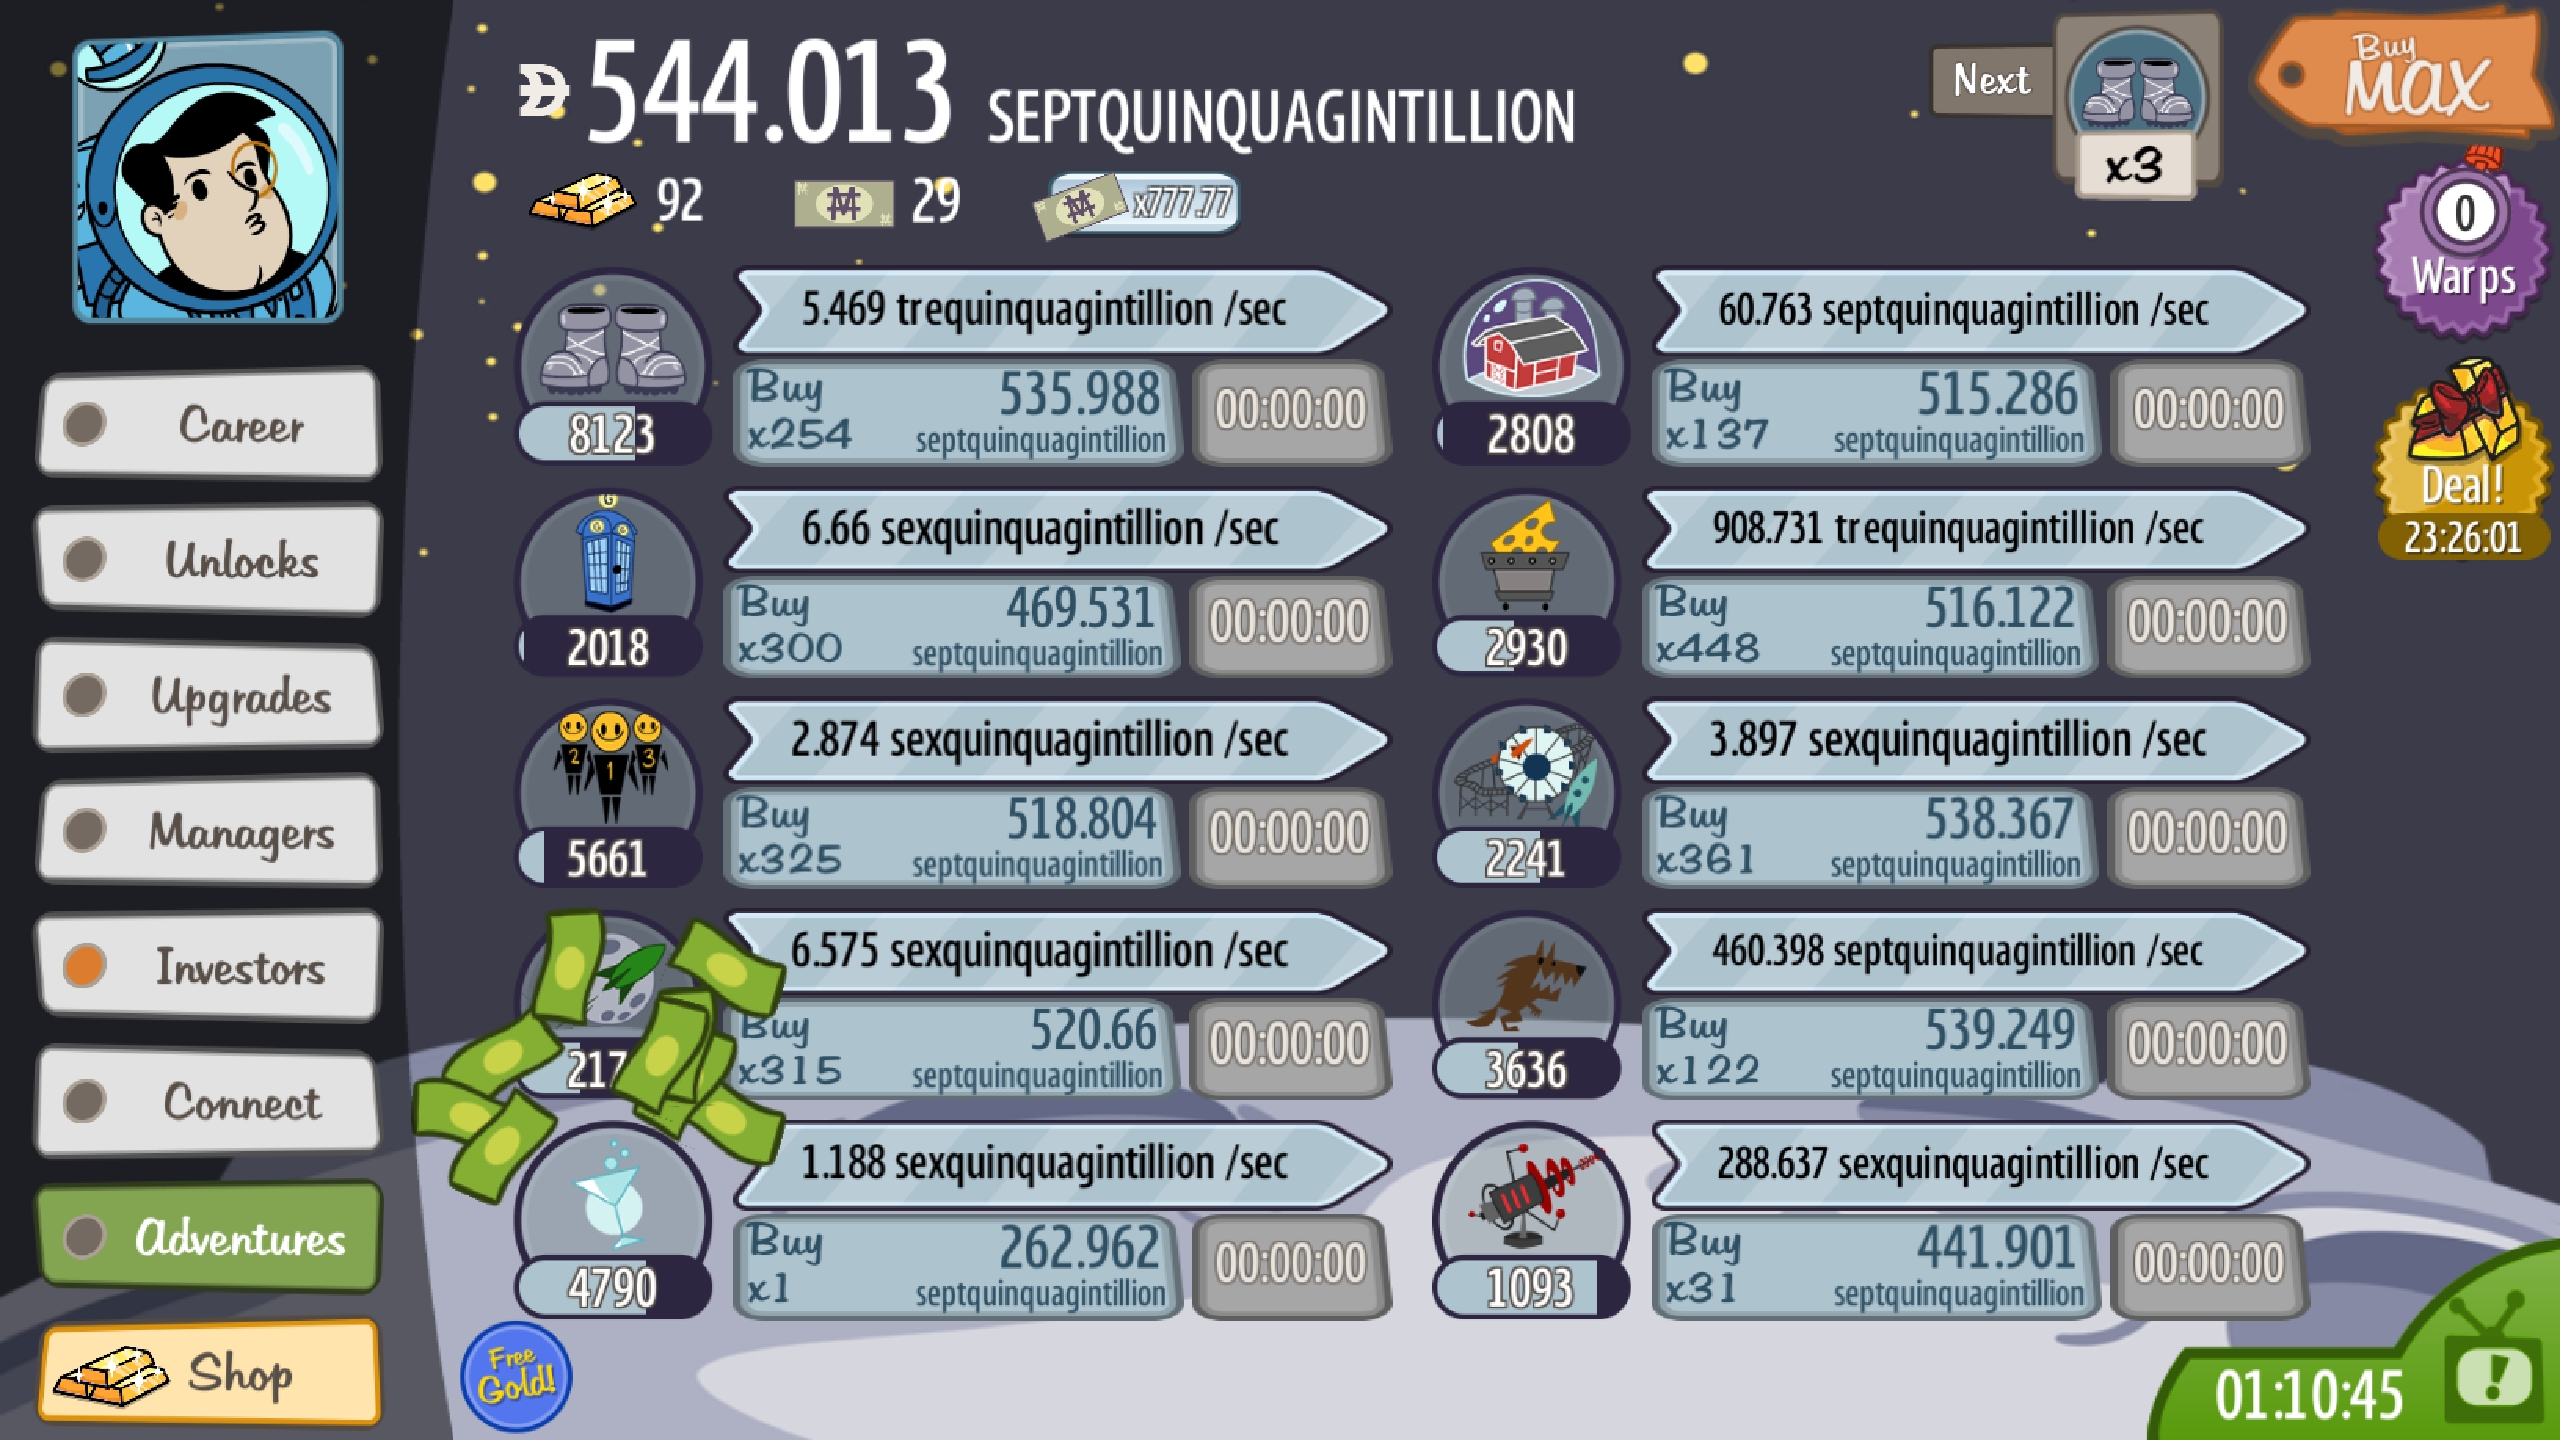 544.013 SEPTQUINQUAGINTILLION
92 29 x777.77
Next
x3
Buy
MAX
0
Warps
Deal!
23:26:01
Career
Unlocks
Upgrades
Managers
Investors
Connect
Adventures
Shop
5.469 trequinquagintillion /sec
8123
Buy
x254
535.988
septquinquagintillion
00:00:00
60.763 septquinquagintillion /sec
2808
Buy
x137
515.286
septquinquagintillion
00:00:00
G
G G
6.66 sexquinquagintillion /sec
2018
Buy
x300
469.531
septquinquagintillion
00:00:00
908.731 trequinquagintillion /sec
2930
Buy
x448
516.122
septquinquagintillion
00:00:00
2 1 3
2.874 sexquinquagintillion /sec
5661
Buy
x325
518.804
septquinquagintillion
00:00:00
3.897 sexquinquagintillion /sec
2241
Buy
x361
538.367
septquinquagintillion
00:00:00
6.575 sexquinquagintillion /sec
Buy
x315
520.66
septquinquagintillion
00:00:00
460.398 septquinquagintillion /sec
3636
Buy
x122
539.249
septquinquagintillion
00:00:00
1.188 sexquinquagintillion /sec
4790
Buy
x1
262.962
septquinquagintillion
00:00:00
288.637 sexquinquagintillion /sec
1093
Buy
x31
441.901
septquinquagintillion
00:00:00
Free
Gold!
01:10:45
!